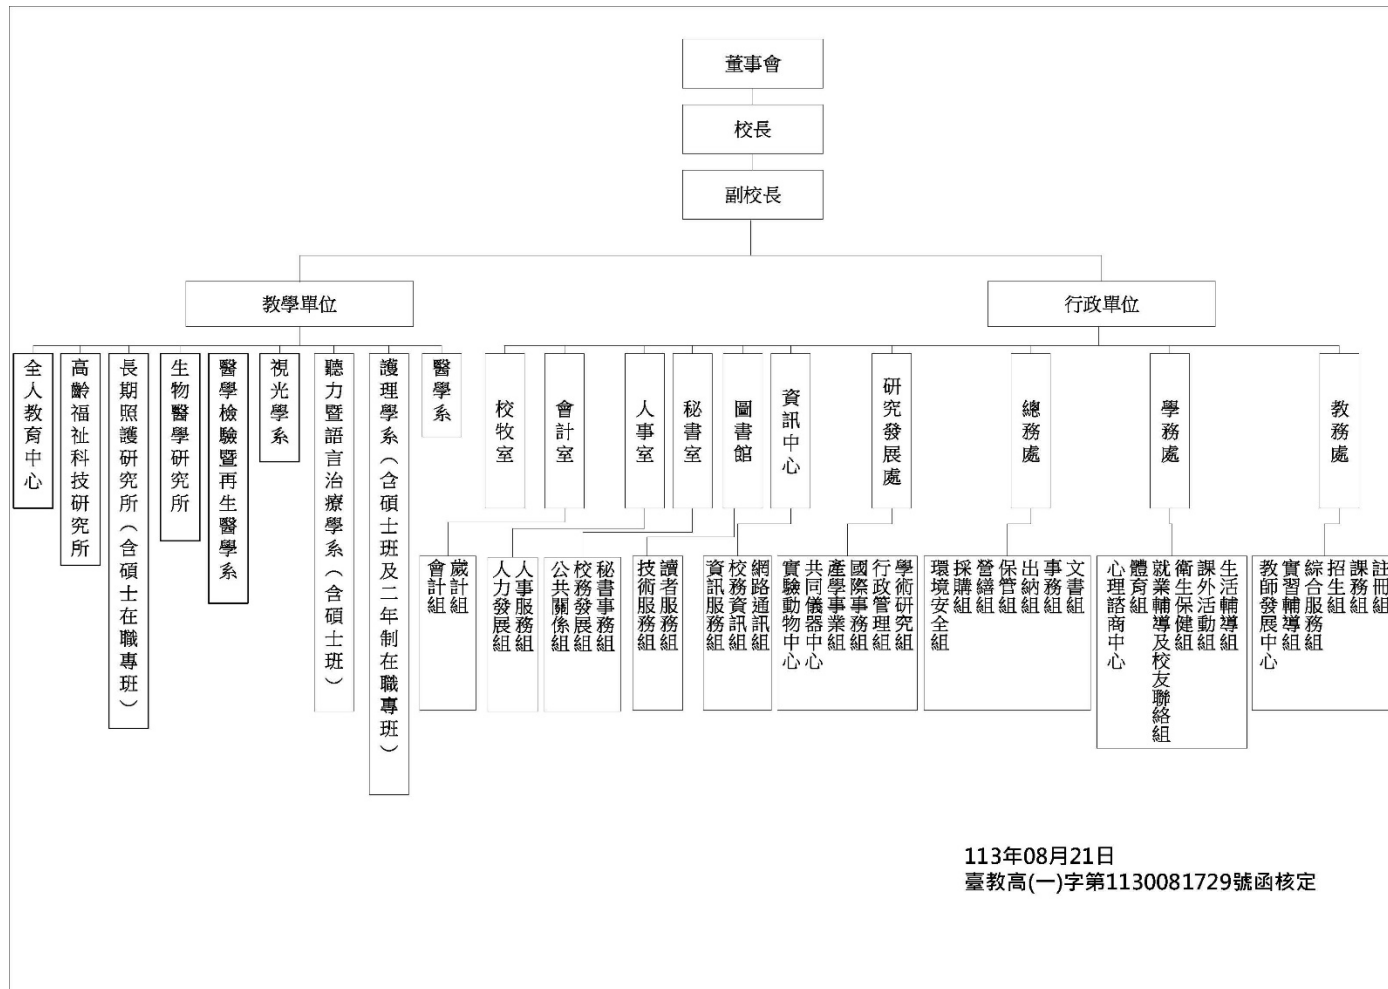 董事會
校長
副校長
教學單位
行政單位
全人教育中心
高齡福祉科技研究所
長期照護研究所（含碩士在職專班）
生物醫學研究所
醫學檢驗暨再生醫學系
視光學系
聽力暨語言治療學系（含碩士班）
護理學系（含碩士班及二年制在職專班）
醫學系
校牧室
會計室
人事室
秘書室
圖書館
資訊中心
研究發展處
總務處
學務處
教務處
歲計組
會計組
人事服務組
人力發展組
秘書事務組
校務發展組
公共關係組
讀者服務組
技術服務組
網路通訊組
校務資訊組
資訊服務組
學術研究組
行政管理組
國際事務組
產學事業組
共同儀器中心
實驗動物中心
文書組
事務組
出納組
保管組
營繕組
採購組
環境安全組
生活輔導組
課外活動組
衛生保健組
就業輔導及校友聯絡組
體育組
心理諮商中心
註冊組
課務組
招生組
綜合服務組
實習輔導組
教師發展中心
113年08月21日
臺教高(一)字第1130081729號函核定